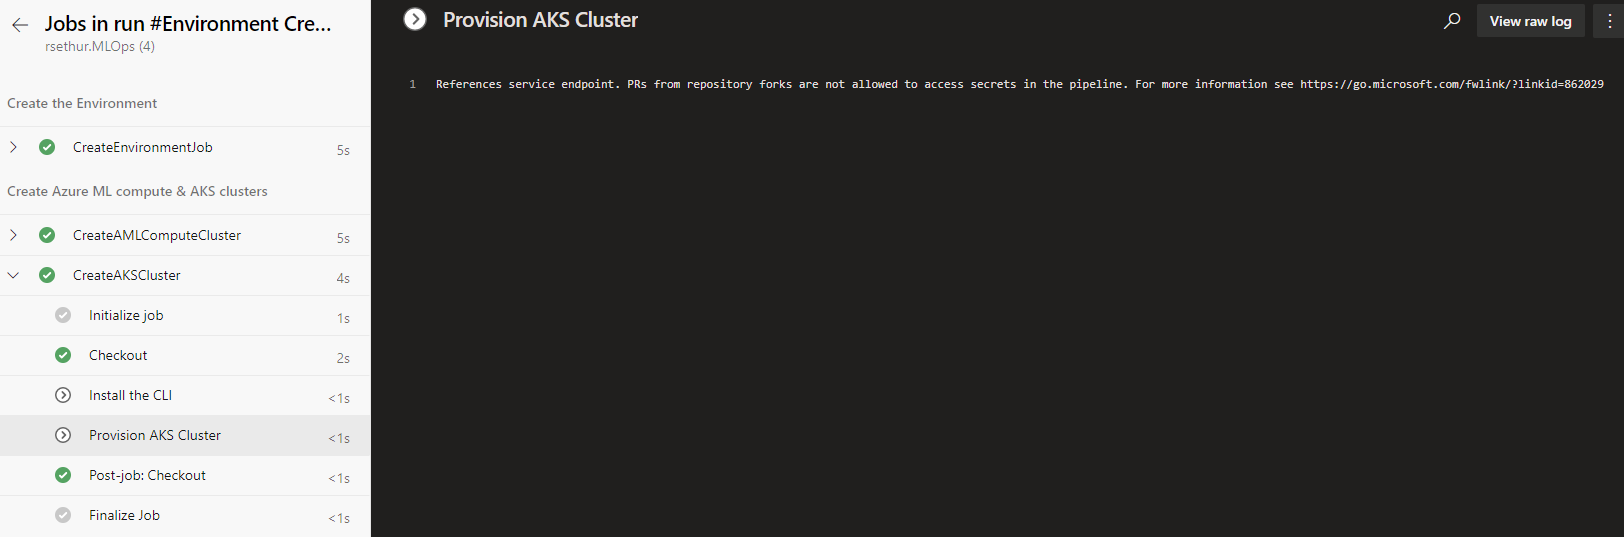 Jobs in run #Environment Cre...
rsethur.MLOps (4)
Create the Environment
CreateEnvironmentJob 5s
Create Azure ML compute & AKS clusters
CreateAMLComputeCluster 5s
CreateAKSCluster 4s
Initialize job 1s
Checkout 2s
Install the CLI <1s
Provision AKS Cluster <1s
Post-job: Checkout <1s
Finalize Job <1s
Provision AKS Cluster
View raw log
1 References service endpoint. PRs from repository forks are not allowed to access secrets in the pipeline. For more information see https://go.microsoft.com/fwlink/?linkid=862029